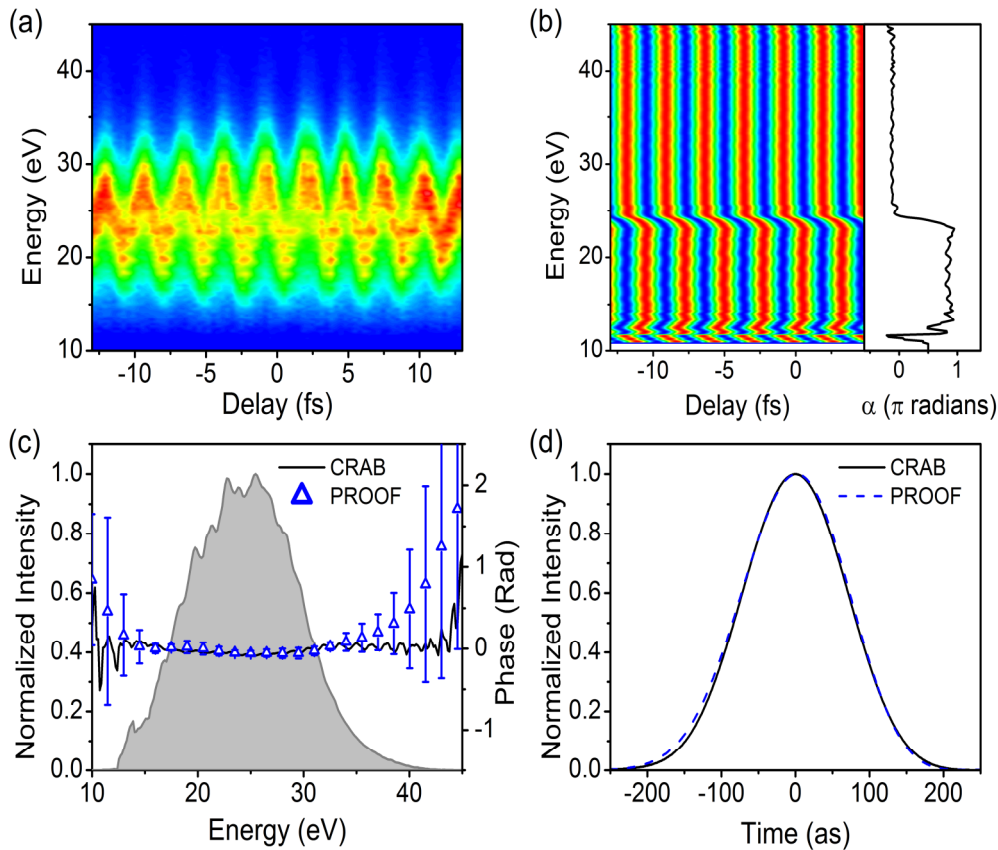 (a)
Energy (eV)
40
30
20
10
-10
-5
0
5
10
Delay (fs)
(b)
Energy (eV)
40
30
20
10
-10
-5
0
0
1
Delay (fs)
α (π radians)
(c)
Normalized Intensity
1.0
0.8
0.6
0.4
0.2
0.0
CRAB
PROOF
2
1
0
-1
Phase (Rad)
10
20
30
40
Energy (eV)
(d)
Normalized Intensity
1.0
0.8
0.6
0.4
0.2
0.0
CRAB
PROOF
-200
-100
0
100
200
Time (as)